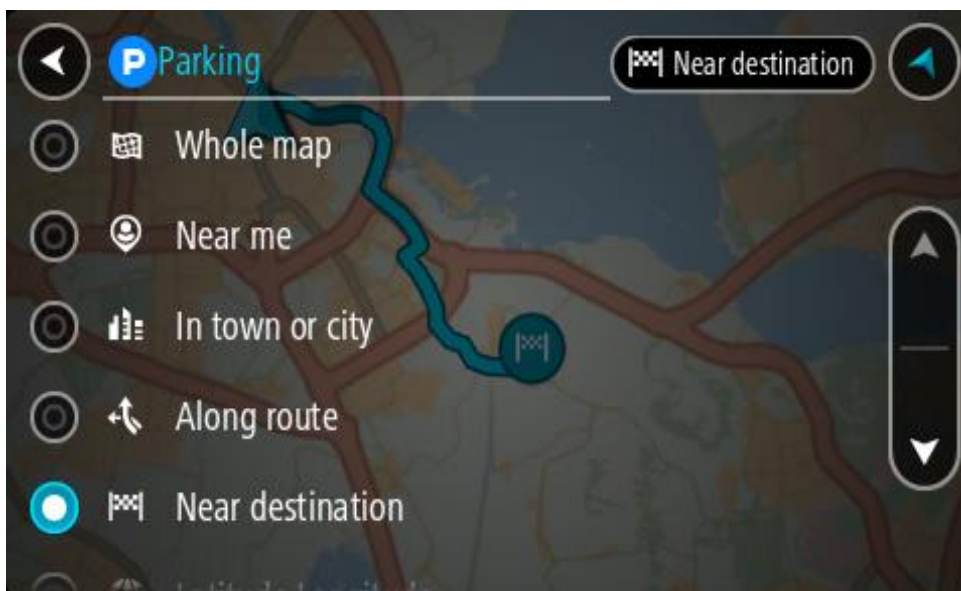 P Parking
Near destination
Whole map
Near me
In town or city
Along route
Near destination